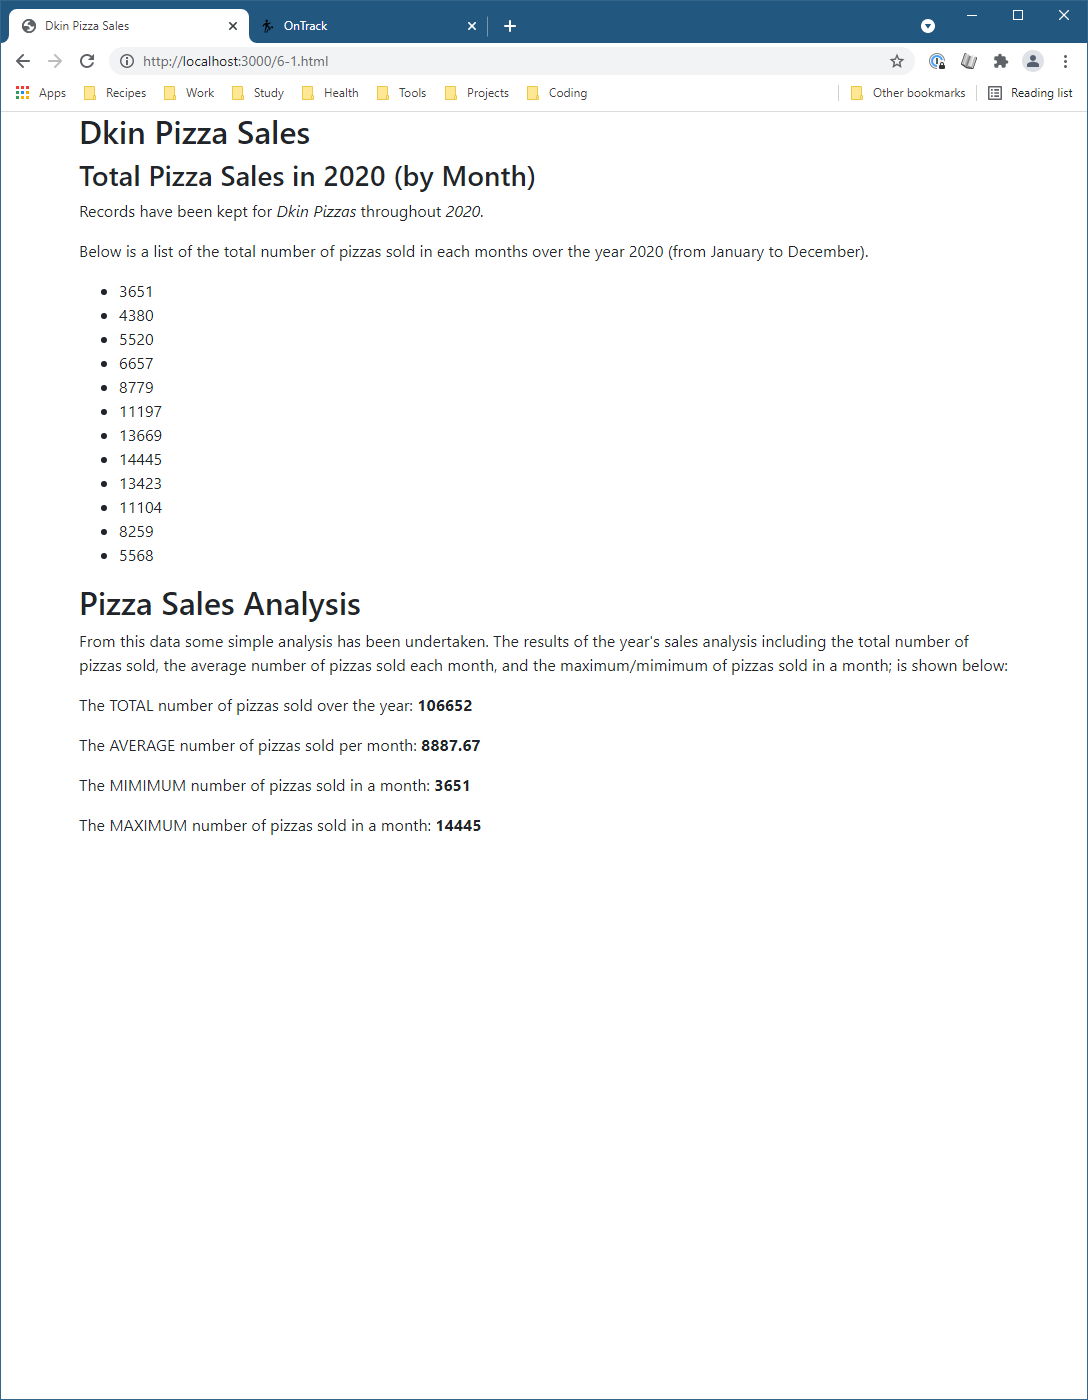 Dkin Pizza Sales
OnTrack
http://localhost:3000/6-1.html
Apps Recipes Work Study Health Tools Projects Coding Other bookmarks Reading list
Dkin Pizza Sales
Total Pizza Sales in 2020 (by Month)
Records have been kept for Dkin Pizzas throughout 2020.
Below is a list of the total number of pizzas sold in each months over the year 2020 (from January to December).
3651
4380
5520
6657
8779
11197
13669
14445
13423
11104
8259
5568
Pizza Sales Analysis
From this data some simple analysis has been undertaken. The results of the year's sales analysis including the total number of
pizzas sold, the average number of pizzas sold each month, and the maximum/mimimum of pizzas sold in a month; is shown below:
The TOTAL number of pizzas sold over the year: 106652
The AVERAGE number of pizzas sold per month: 8887.67
The MIMIMUM number of pizzas sold in a month: 3651
The MAXIMUM number of pizzas sold in a month: 14445